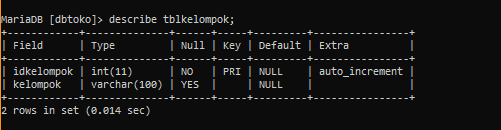 MariaDB [dbtoko]> describe tblkelompok;
+------------+--------------+------+-----+---------+----------------+
| Field      | Type         | Null | Key | Default | Extra          |
+------------+--------------+------+-----+---------+----------------+
| idkelompok | int(11)      | NO   | PRI | NULL    | auto_increment |
| kelompok   | varchar(100) | YES  |     | NULL    |                |
+------------+--------------+------+-----+---------+----------------+
2 rows in set (0.014 sec)